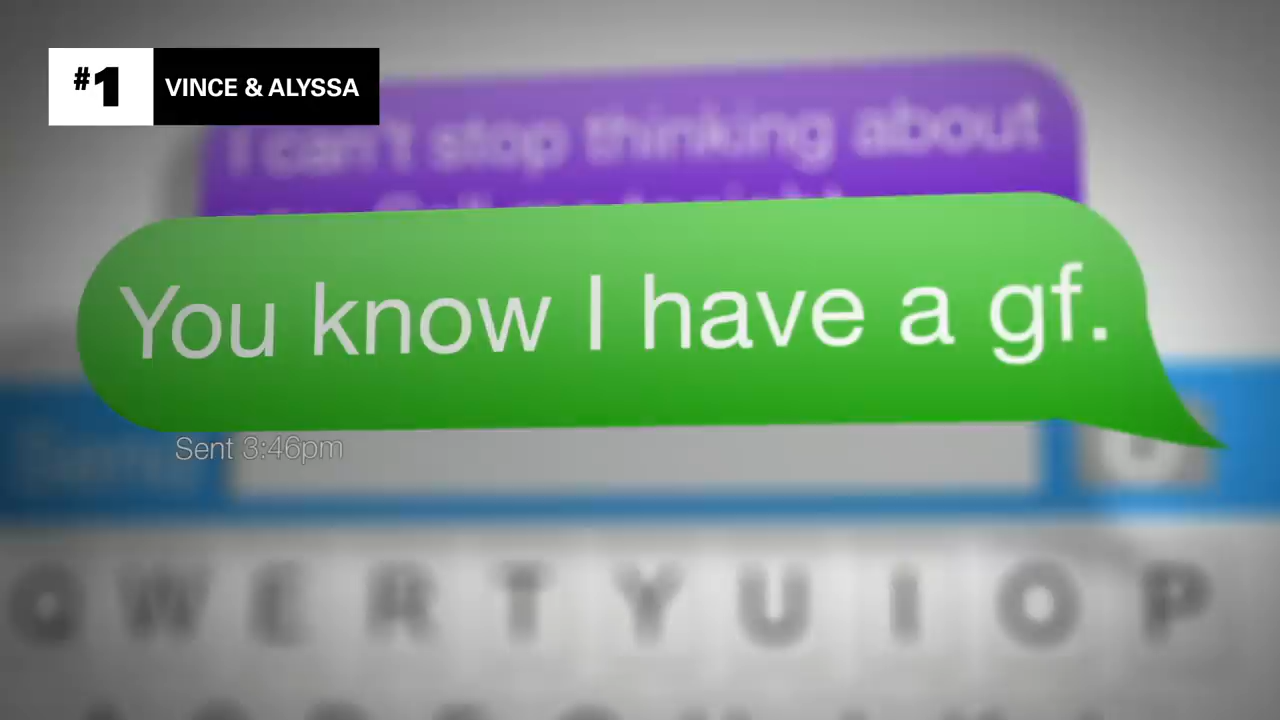 #1 VINCE & ALYSSA
I can't stop thinking about
You know I have a gf.
Sent 3:46pm
Q W E R T Y U I O P